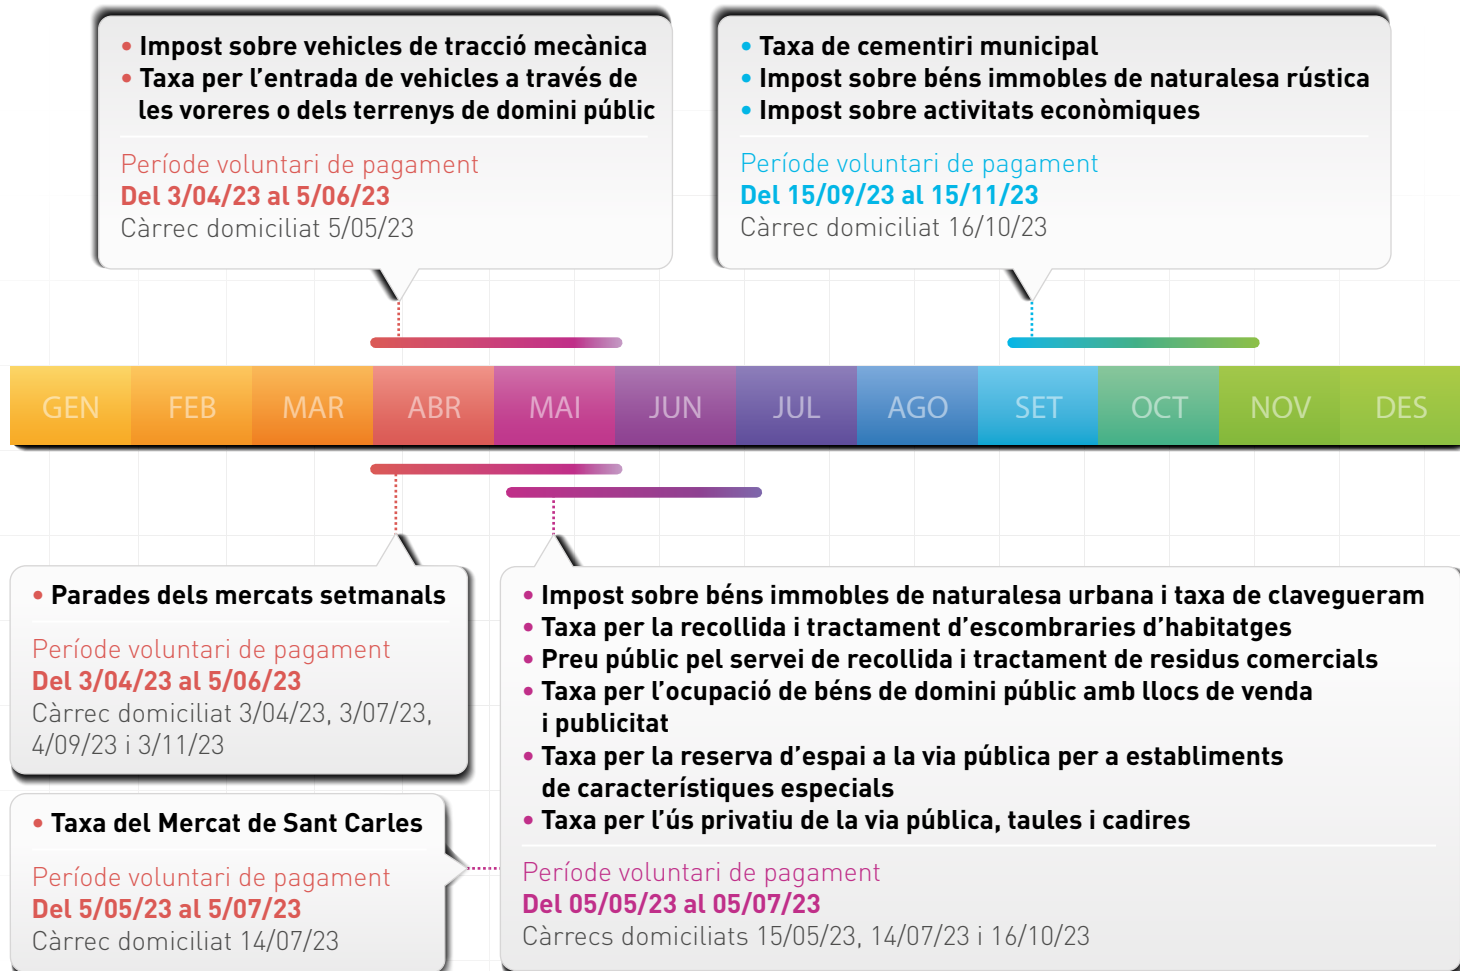 • Impost sobre vehicles de tracció mecànica
• Taxa per l’entrada de vehicles a través de
les voreres o dels terrenys de domini públic
Període voluntari de pagament
Del 3/04/23 al 5/06/23
Càrrec domiciliat 5/05/23
• Taxa de cementiri municipal
• Impost sobre béns immobles de naturalesa rústica
• Impost sobre activitats econòmiques
Període voluntari de pagament
Del 15/09/23 al 15/11/23
Càrrec domiciliat 16/10/23
GEN FEB MAR ABR MAI JUN JUL AGO SET OCT NOV DES
• Parades dels mercats setmanals
Període voluntari de pagament
Del 3/04/23 al 5/06/23
Càrrec domiciliat 3/04/23, 3/07/23,
4/09/23 i 3/11/23
• Taxa del Mercat de Sant Carles
Període voluntari de pagament
Del 5/05/23 al 5/07/23
Càrrec domiciliat 14/07/23
• Impost sobre béns immobles de naturalesa urbana i taxa de clavegueram
• Taxa per la recollida i tractament d’escombraries d’habitatges
• Preu públic pel servei de recollida i tractament de residus comercials
• Taxa per l’ocupació de béns de domini públic amb llocs de venda
i publicitat
• Taxa per la reserva d’espai a la via pública per a establiments
de característiques especials
• Taxa per l’ús privatiu de la via pública, taules i cadires
Període voluntari de pagament
Del 05/05/23 al 05/07/23
Càrrecs domiciliats 15/05/23, 14/07/23 i 16/10/23